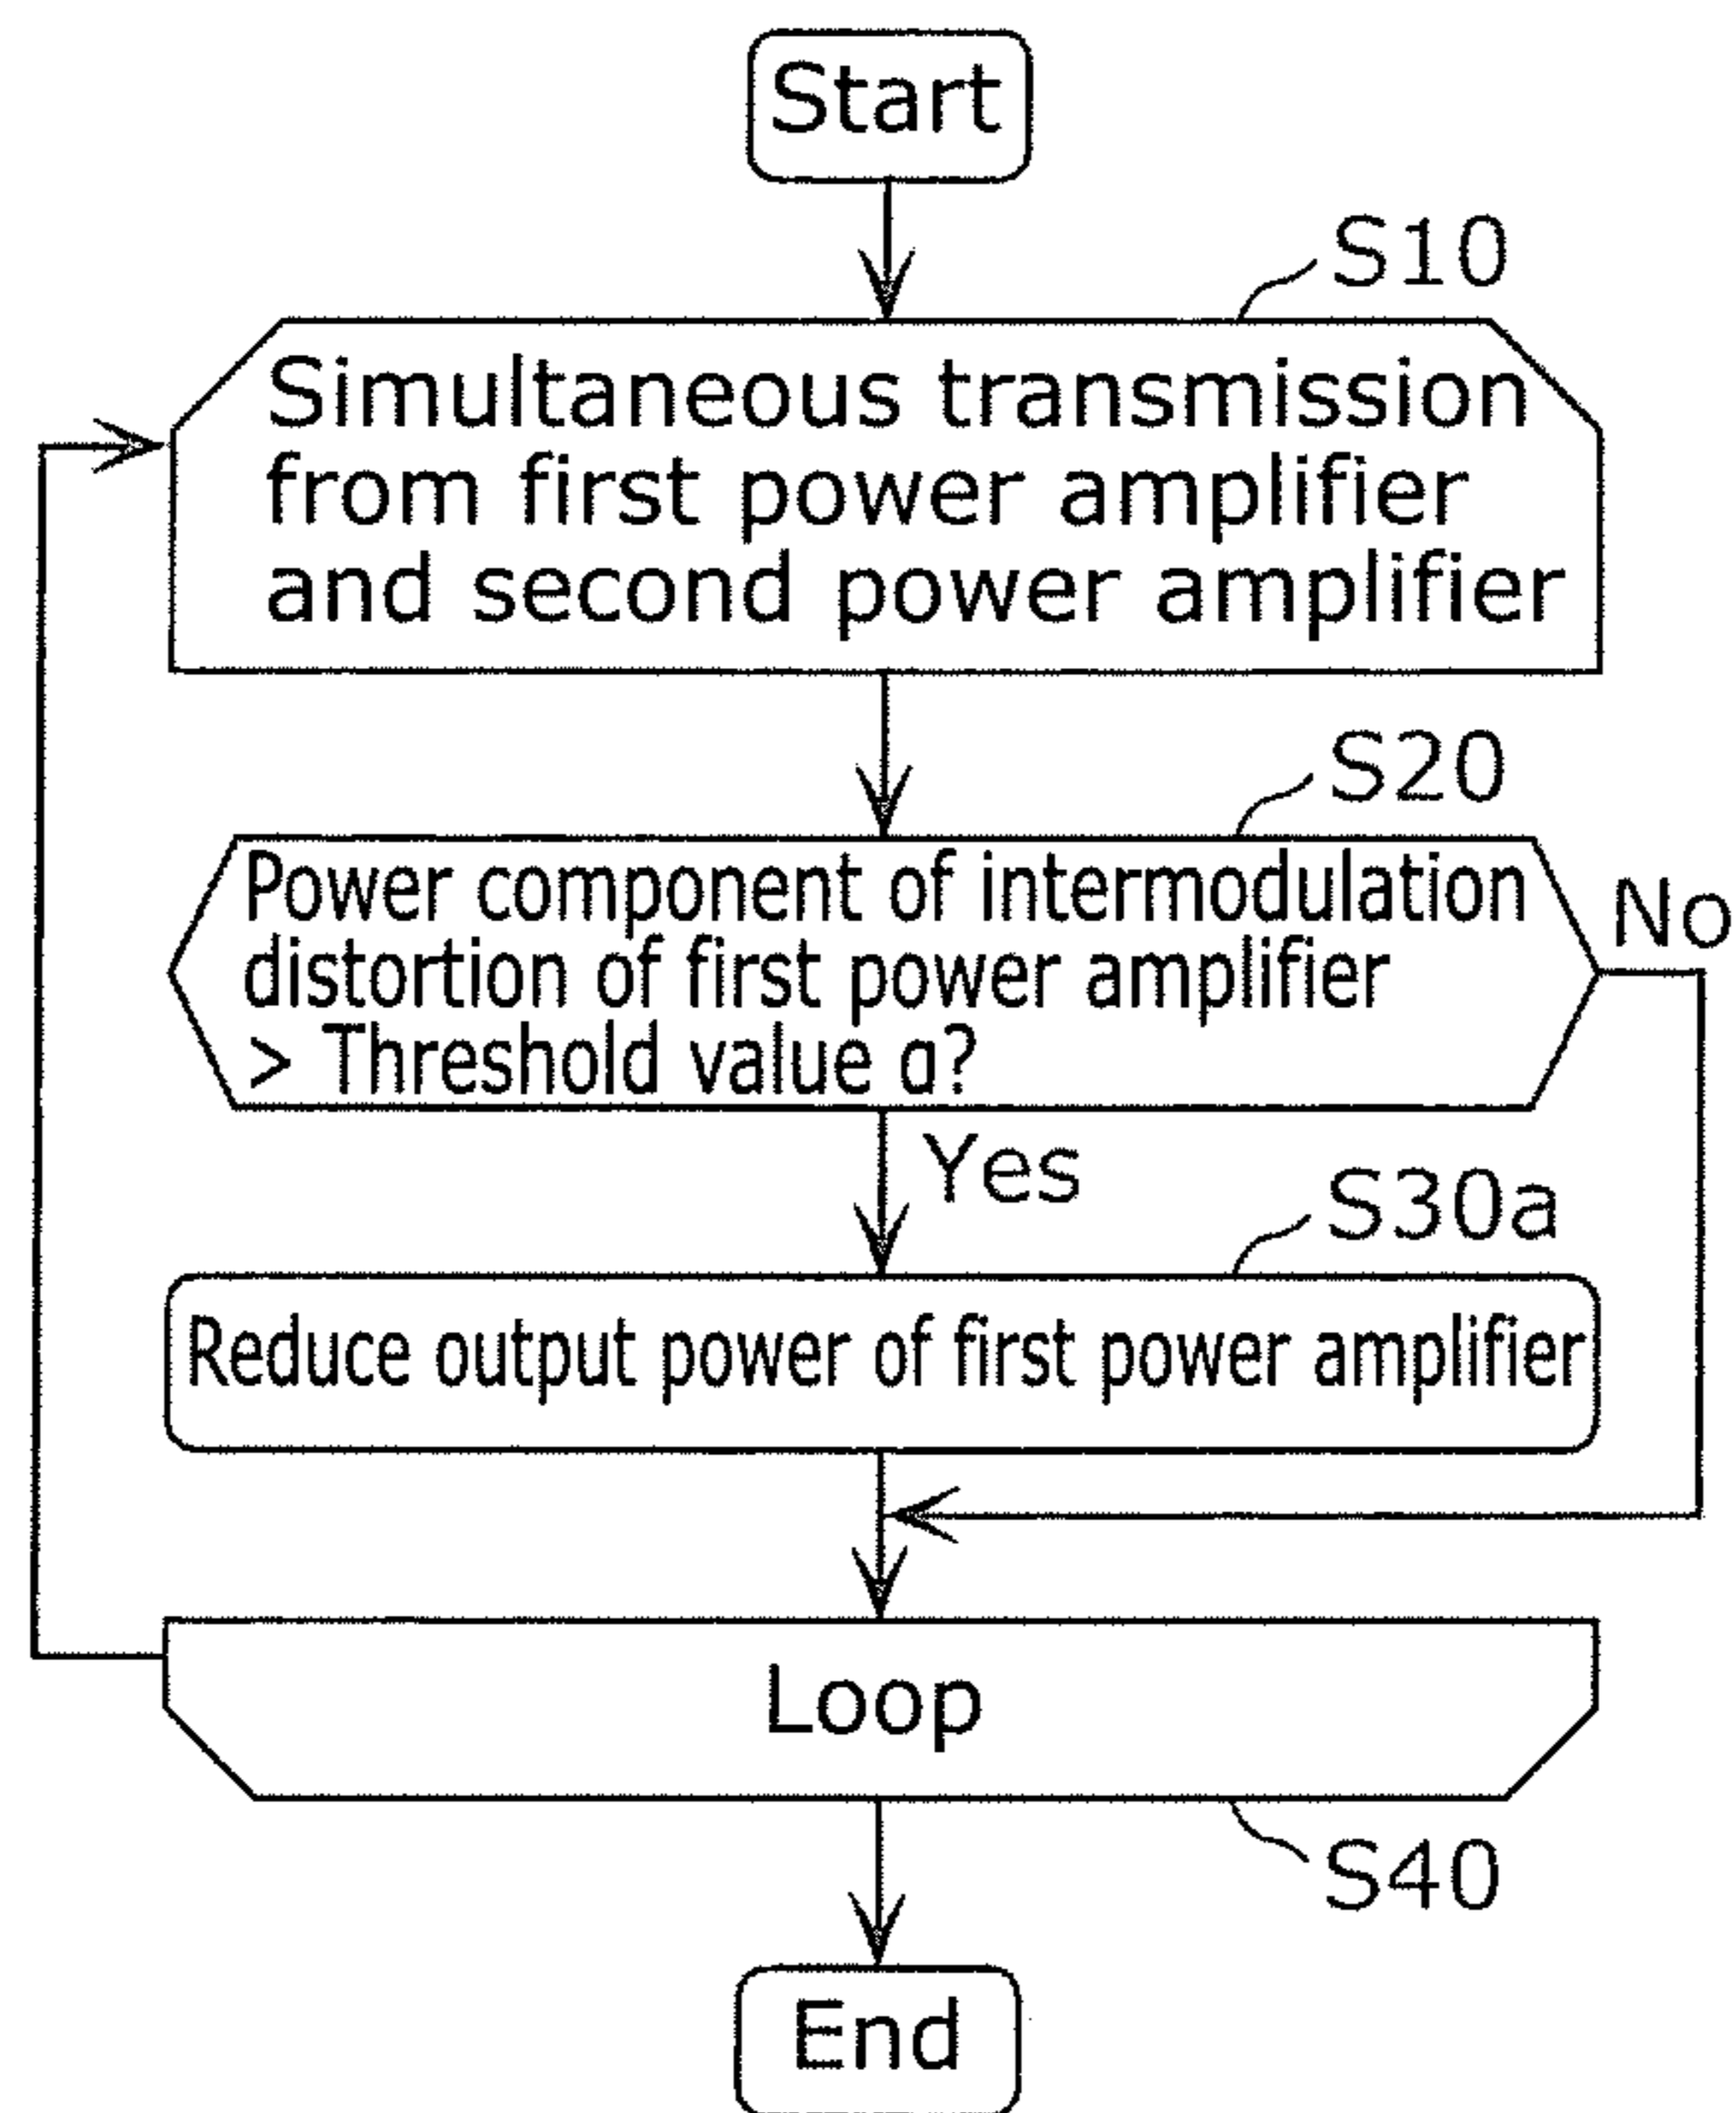 Start
S10
Simultaneous transmission
from first power amplifier
and second power amplifier
S20
Power component of intermodulation
distortion of first power amplifier
> Threshold value α?
No
Yes
S30a
Reduce output power of first power amplifier
Loop
S40
End